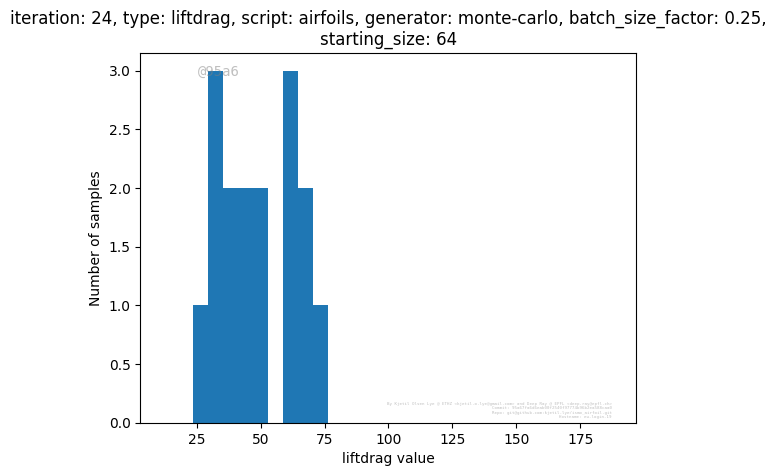 iteration: 24, type: liftdrag, script: airfoils, generator: monte-carlo, batch_size_factor: 0.25,
starting_size: 64
@95a6
3.0
2.5
2.0
1.5
1.0
0.5
0.0
Number of samples
25 50 75 100 125 150 175
liftdrag value